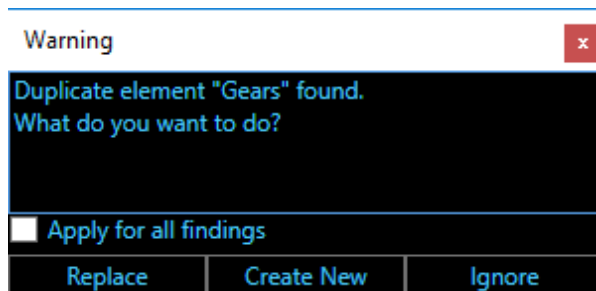 Warning
x
Duplicate element "Gears" found.
What do you want to do?
Apply for all findings
Replace Create New Ignore